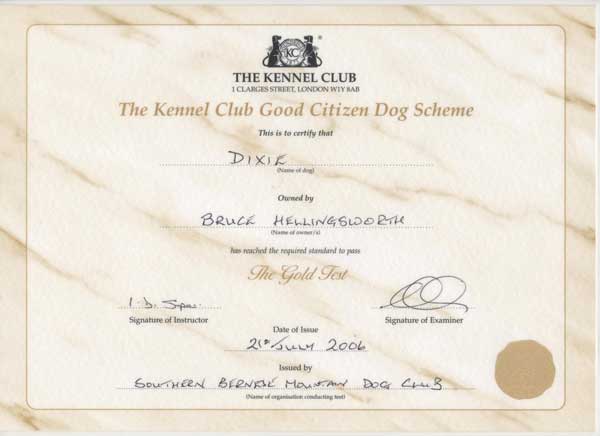 KC
THE KENNEL CLUB
1 CLARGES STREET, LONDON W1Y 8AB
The Kennel Club Good Citizen Dog Scheme
This is to certify that
DIXIE
(Name of dog)
Owned by
BRUCE HELLINGSWORTH
(Name of owner/s)
has reached the required standard to pass
The Gold Test
Signature of Instructor Signature of Examiner
Date of Issue
21st JULY 2006
Issued by
SOUTHERN BERNESE MOUNTAIN DOG CLUB
(Name of organisation conducting test)